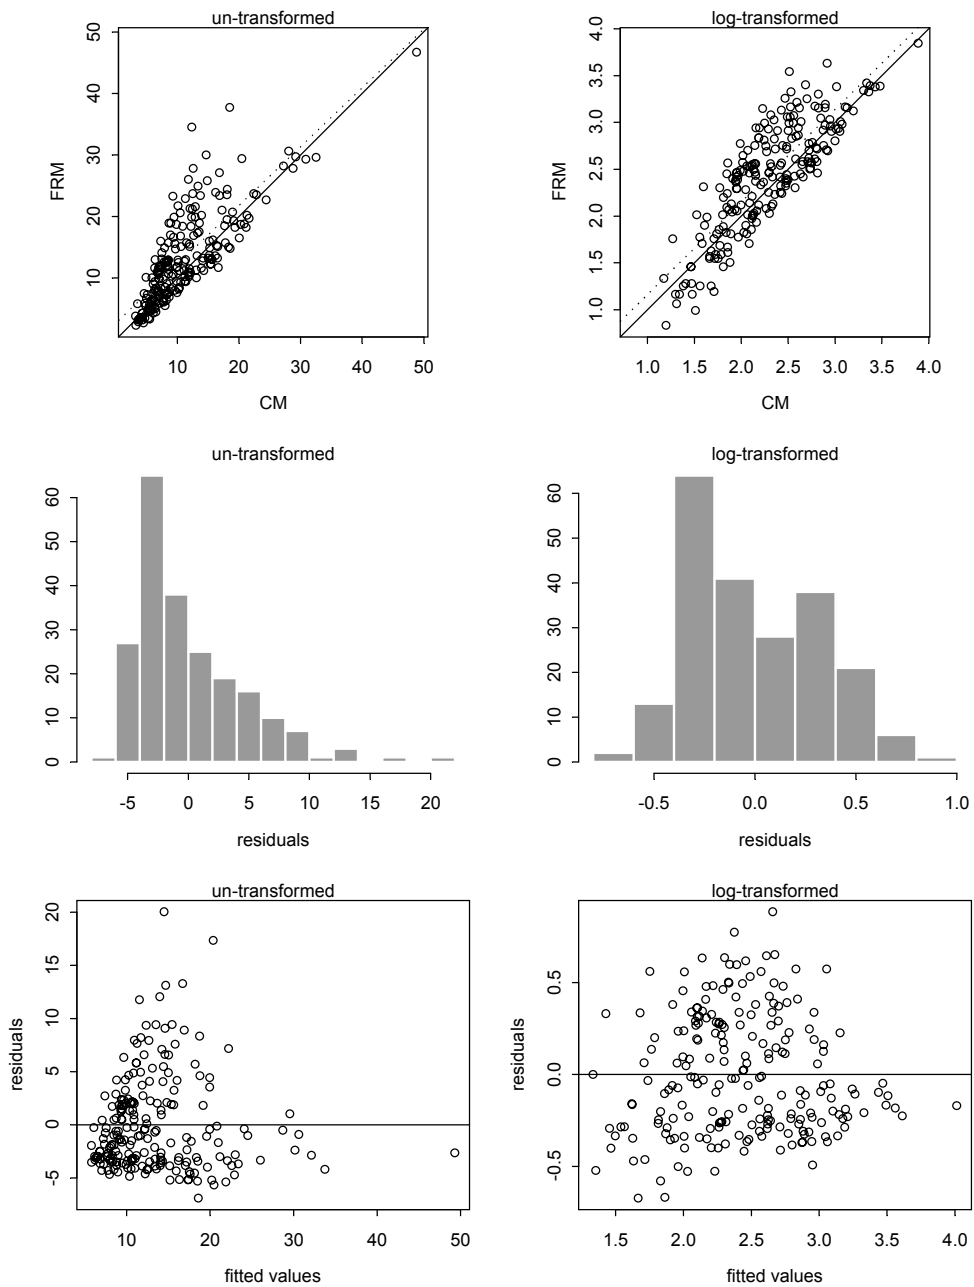 un-transformed
FRM
50
40
30
20
10
10 20 30 40 50
CM
log-transformed
FRM
4.0
3.5
3.0
2.5
2.0
1.5
1.0
1.0 1.5 2.0 2.5 3.0 3.5 4.0
CM
un-transformed
60
50
40
30
20
10
0
-5 0 5 10 15 20
residuals
log-transformed
60
50
40
30
20
10
0
-0.5 0.0 0.5 1.0
residuals
un-transformed
residuals
20
15
10
5
0
-5
10 20 30 40 50
fitted values
log-transformed
residuals
0.5
0.0
-0.5
1.5 2.0 2.5 3.0 3.5 4.0
fitted values